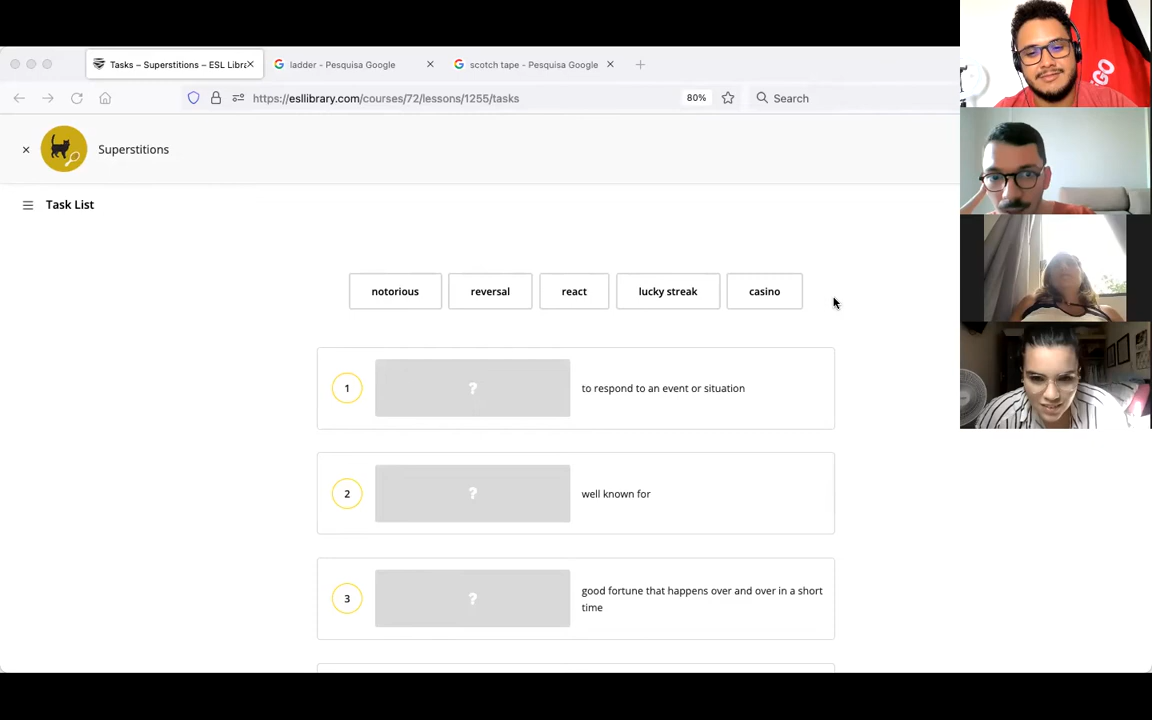 Tasks – Superstitions – ESL Libra
ladder - Pesquisa Google
scotch tape - Pesquisa Google
https://esllibrary.com/courses/72/lessons/1255/tasks
80%
Search
Superstitions
Task List
notorious
reversal
react
lucky streak
casino
1
?
to respond to an event or situation
2
?
well known for
3
?
good fortune that happens over and over in a short
time